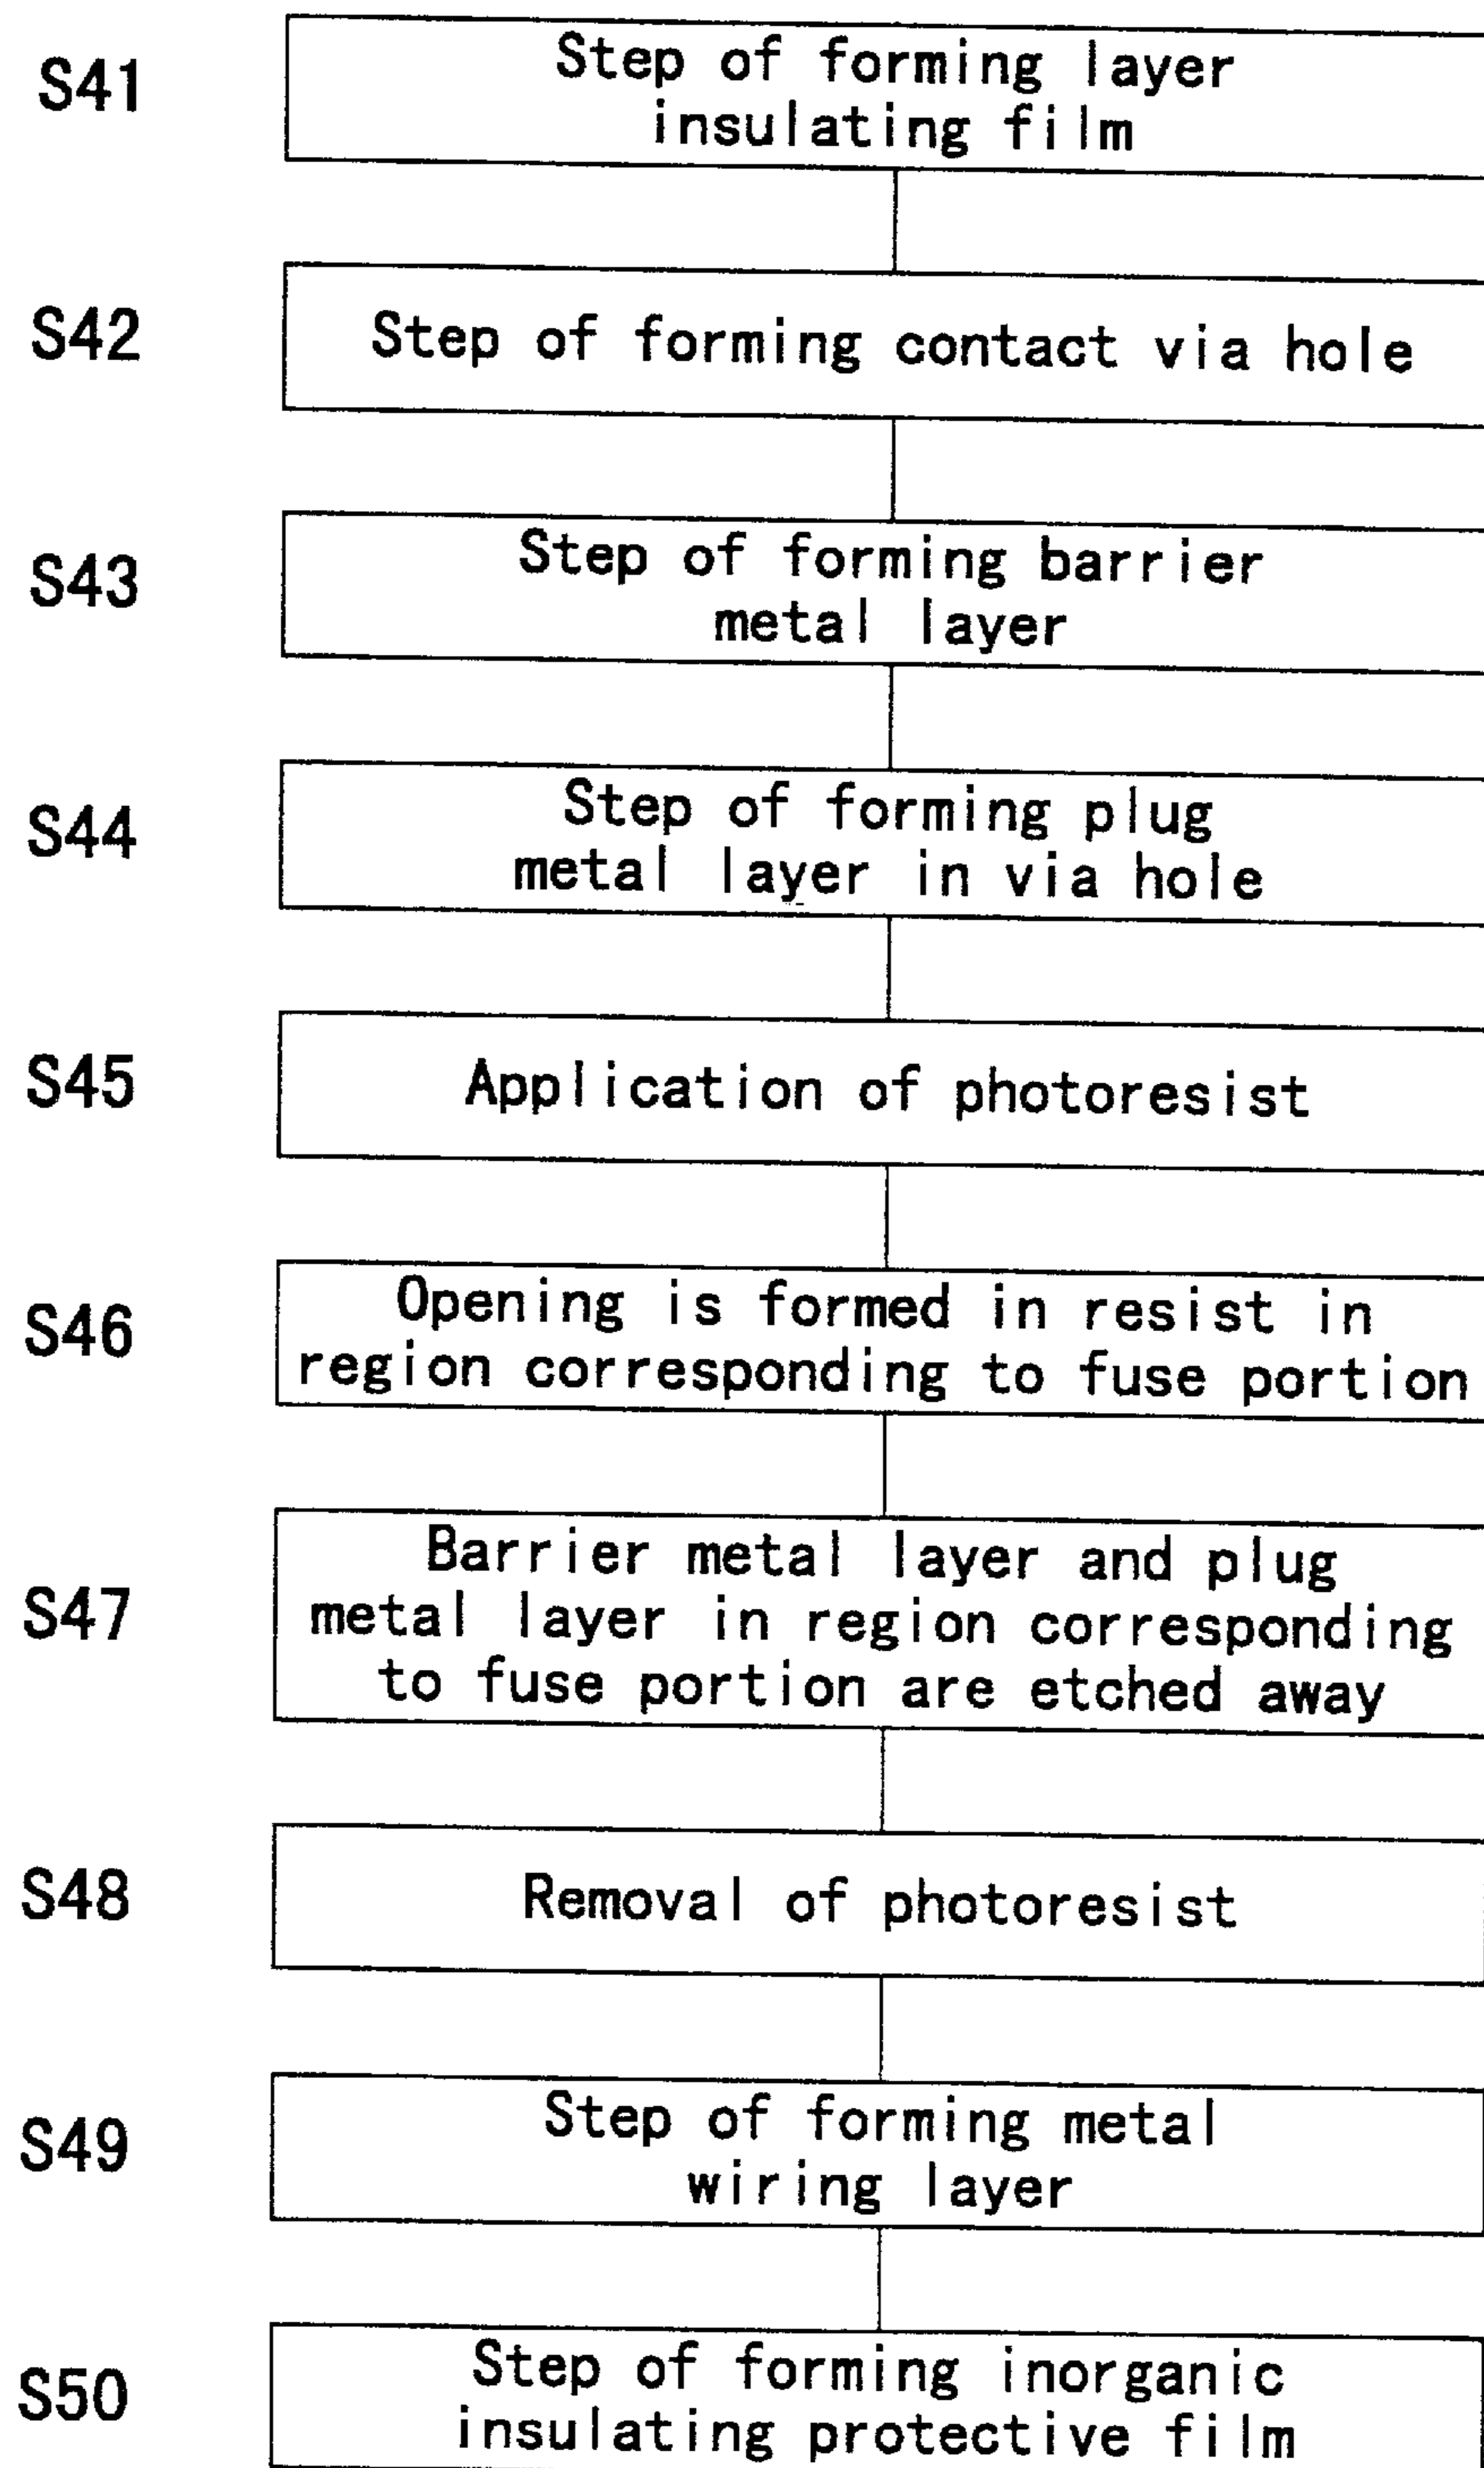 S41
Step of forming layer
insulating film
S42
Step of forming contact via hole
S43
Step of forming barrier
metal layer
S44
Step of forming plug
metal layer in via hole
S45
Application of photoresist
S46
Opening is formed in resist in
region corresponding to fuse portion
S47
Barrier metal layer and plug
metal layer in region corresponding
to fuse portion are etched away
S48
Removal of photoresist
S49
Step of forming metal
wiring layer
S50
Step of forming inorganic
insulating protective film